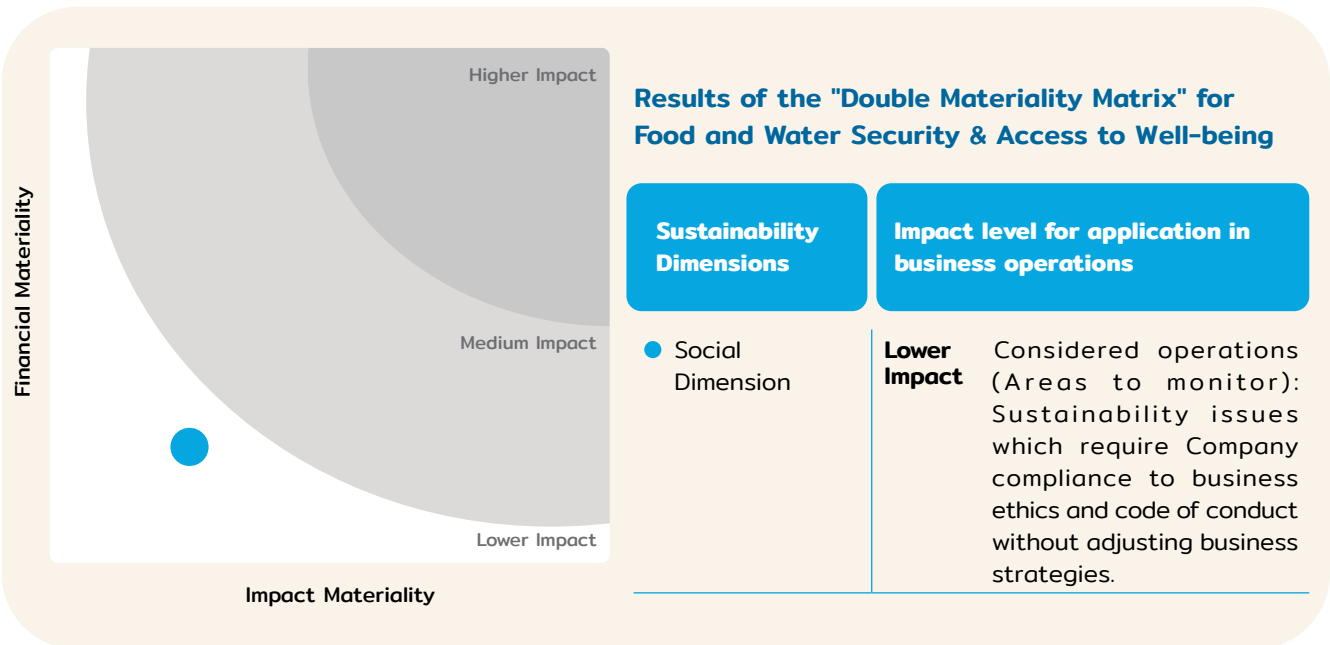 Financial Materiality
Higher Impact
Medium Impact
Lower Impact
Impact Materiality
Results of the "Double Materiality Matrix" for
Food and Water Security & Access to Well-being
Sustainability
Dimensions
Impact level for application in
business operations
Social
Dimension
Lower
Impact
Considered operations
(Areas to monitor):
Sustainability issues
which require Company
compliance to business
ethics and code of conduct
without adjusting business
strategies.